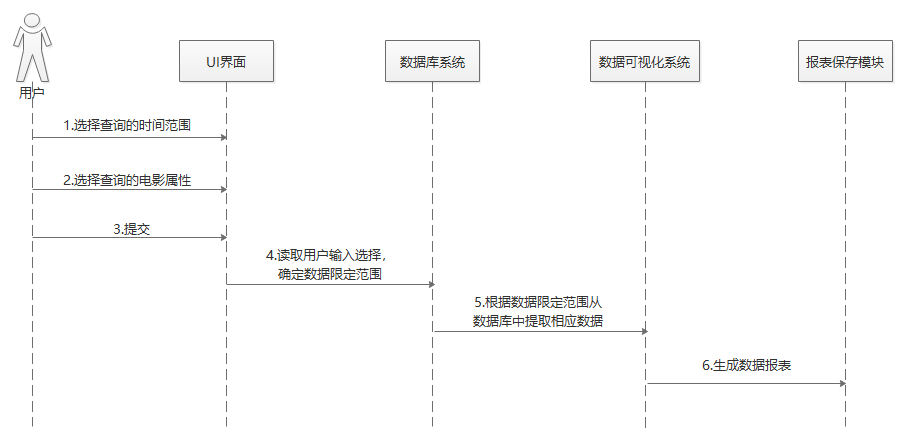 用户
UI界面
数据库系统
数据可视化系统
报表保存模块
1.选择查询的时间范围
2.选择查询的电影属性
3.提交
4.读取用户输入选择，
确定数据限定范围
5.根据数据限定范围从
数据库中提取相应数据
6.生成数据报表